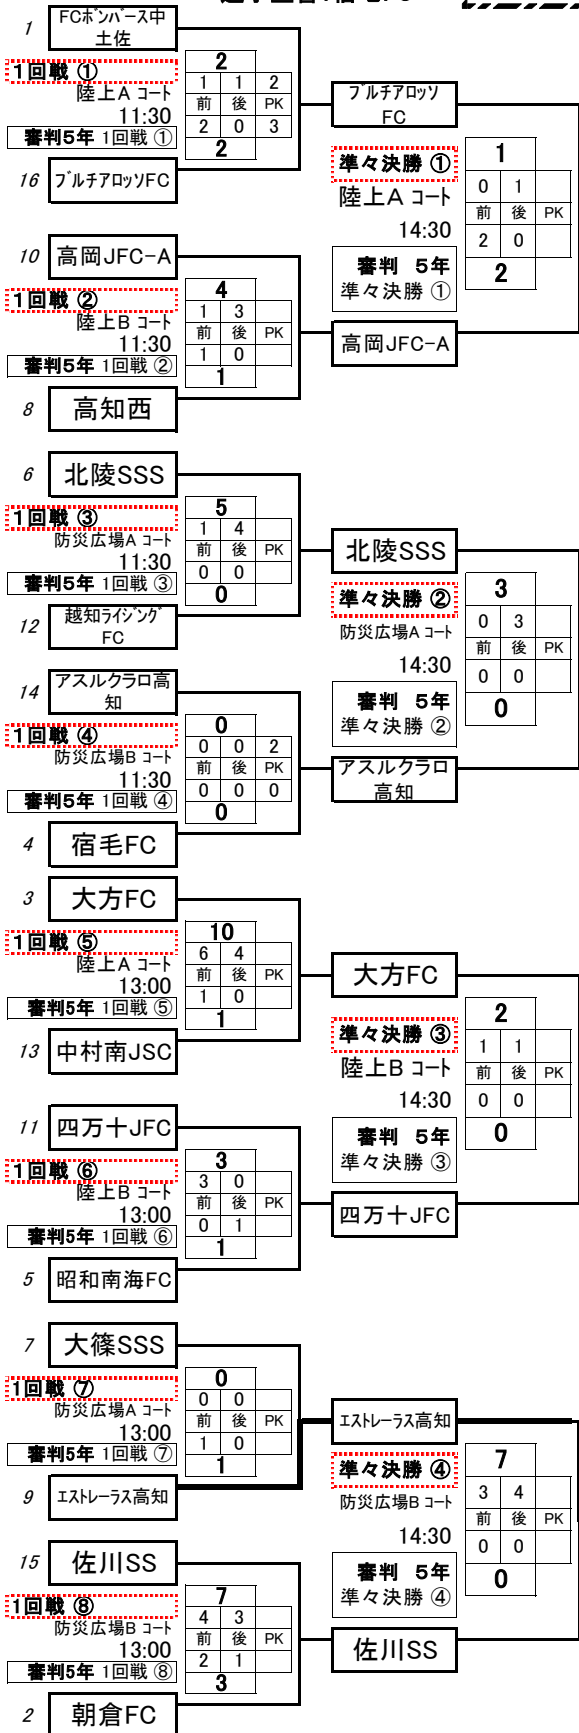 1
FCボンバース中
土佐
1回戦 ①
陸上A コート
11:30
審判5年 1回戦 ①
2
1 1 2
前 後 PK
2 0 3
2
16 ブルチアロッソFC
ブルチアロッソ
FC
準々決勝 ①
陸上A コート
14:30
審判 5年
準々決勝 ①
1
0 1
前 後 PK
2 0
2
10 高岡JFC-A
1回戦 ②
陸上B コート
11:30
審判5年 1回戦 ②
4
1 3
前 後 PK
1 0
1
高岡JFC-A
8 高知西
6 北陵SSS
1回戦 ③
防災広場A コート
11:30
審判5年 1回戦 ③
5
1 4
前 後 PK
0 0
0
12
越知ライジング
FC
北陵SSS
準々決勝 ②
防災広場A コート
14:30
審判 5年
準々決勝 ②
3
0 3
前 後 PK
0 0
0
14
アスルクラロ高
知
1回戦 ④
防災広場B コート
11:30
審判5年 1回戦 ④
0
0 0 2
前 後 PK
0 0 0
0
アスルクラロ
高知
4 宿毛FC
3 大方FC
1回戦 ⑤
陸上A コート
13:00
審判5年 1回戦 ⑤
10
6 4
前 後 PK
1 0
1
13 中村南JSC
大方FC
準々決勝 ③
陸上B コート
14:30
審判 5年
準々決勝 ③
2
1 1
前 後 PK
0 0
0
11 四万十JFC
1回戦 ⑥
陸上B コート
13:00
審判5年 1回戦 ⑥
3
3 0
前 後 PK
0 1
1
四万十JFC
5 昭和南海FC
7 大篠SSS
1回戦 ⑦
防災広場A コート
13:00
審判5年 1回戦 ⑦
0
0 0
前 後 PK
1 0
1
9 エストレーラス高知
エストレーラス高知
準々決勝 ④
防災広場B コート
14:30
審判 5年
準々決勝 ④
7
3 4
前 後 PK
0 0
0
15 佐川SS
1回戦 ⑧
防災広場B コート
13:00
審判5年 1回戦 ⑧
7
4 3
前 後 PK
2 1
3
佐川SS
2 朝倉FC